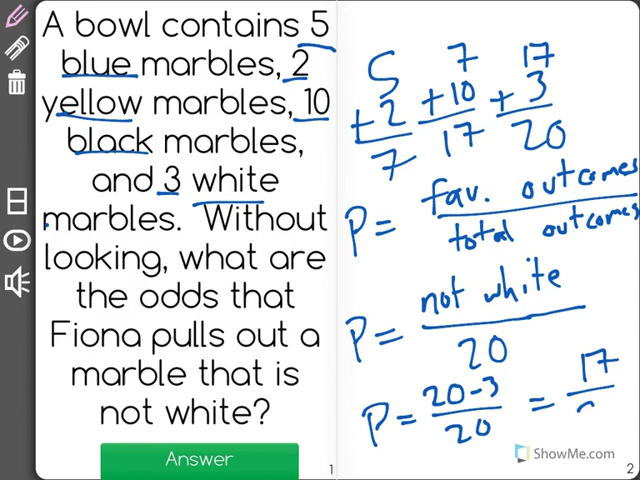 A bowl contains 5
blue marbles, 2
yellow marbles, 10
black marbles,
and 3 white
marbles. Without
looking, what are
the odds that
Fiona pulls out a
marble that is
not white?
Answer
1
5 7 17
+2 +10 +3
7 17 20
P = fav. outcomes
total outcomes
P = not white
20
P = 20-3 = 17
20
ShowMe.com
2